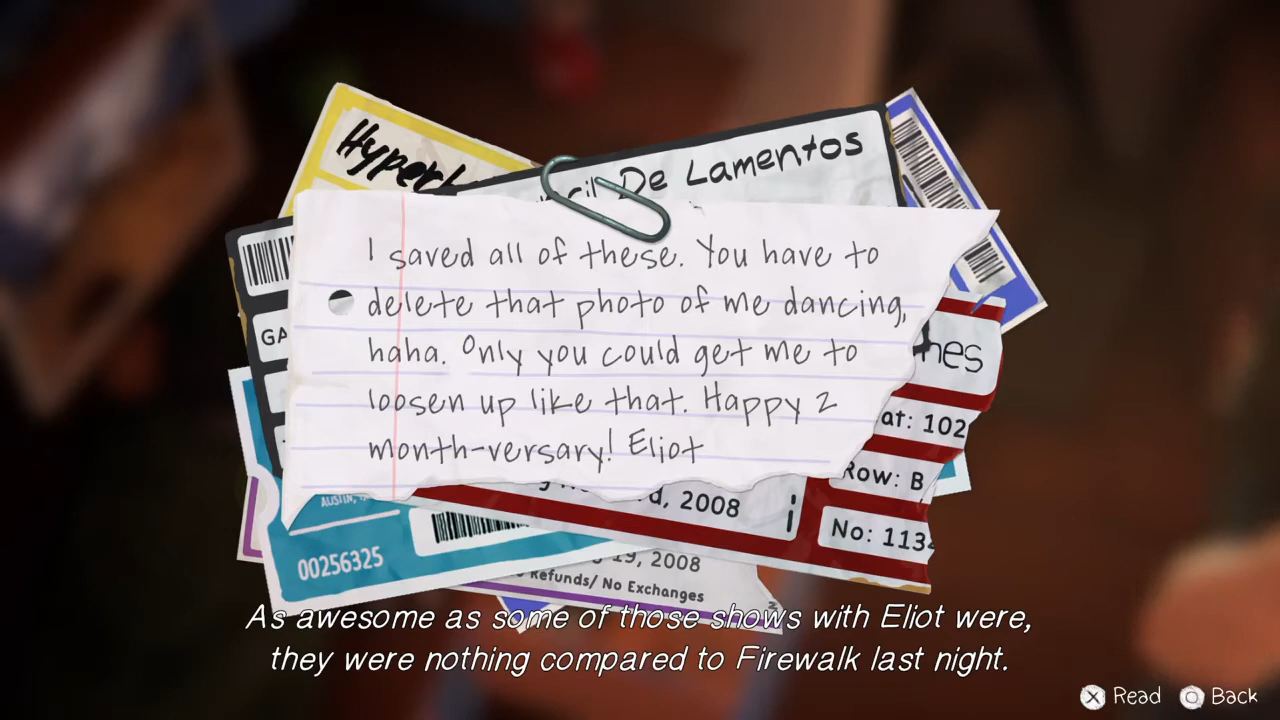 De Lamentos
I saved all of these. You have to
delete that photo of me dancing,
haha. Only you could get me to
loosen up like that. Happy 2
month-versary! Eliot
at: 102
Row: B
, 2008
No: 113
AUSTIN,
00256325
19, 2008
Refunds/ No Exchanges
As awesome as some of those shows with Eliot were,
they were nothing compared to Firewalk last night.
Read
Back